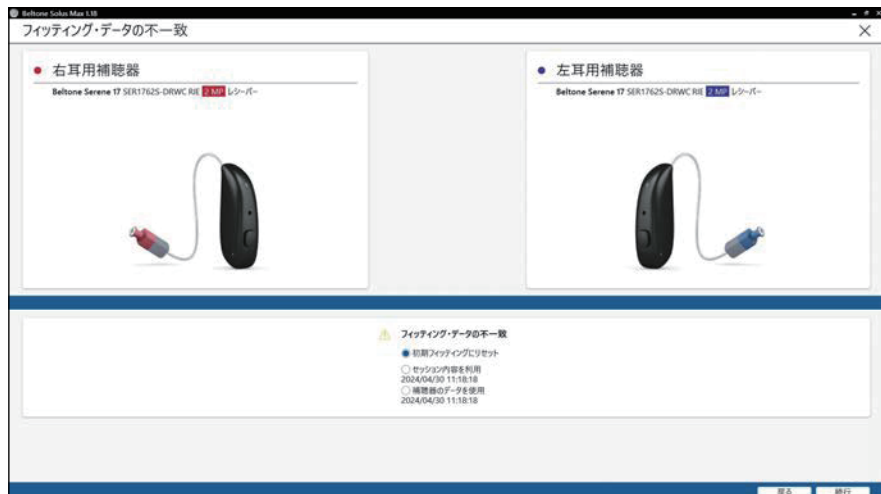 Beltone Solus Max 1.18
フィッティング・データの不一致
右耳用補聴器
Beltone Serene 17 SER1762S-DRWC RIE 2 MP レシーバー
左耳用補聴器
Beltone Serene 17 SER1762S-DRWC RIE 2 MP レシーバー
フィッティング・データの不一致
初期フィッティングにリセット
セッション内容を利用
2024/04/30 11:18:18
補聴器のデータを使用
2024/04/30 11:18:18
戻る 続行